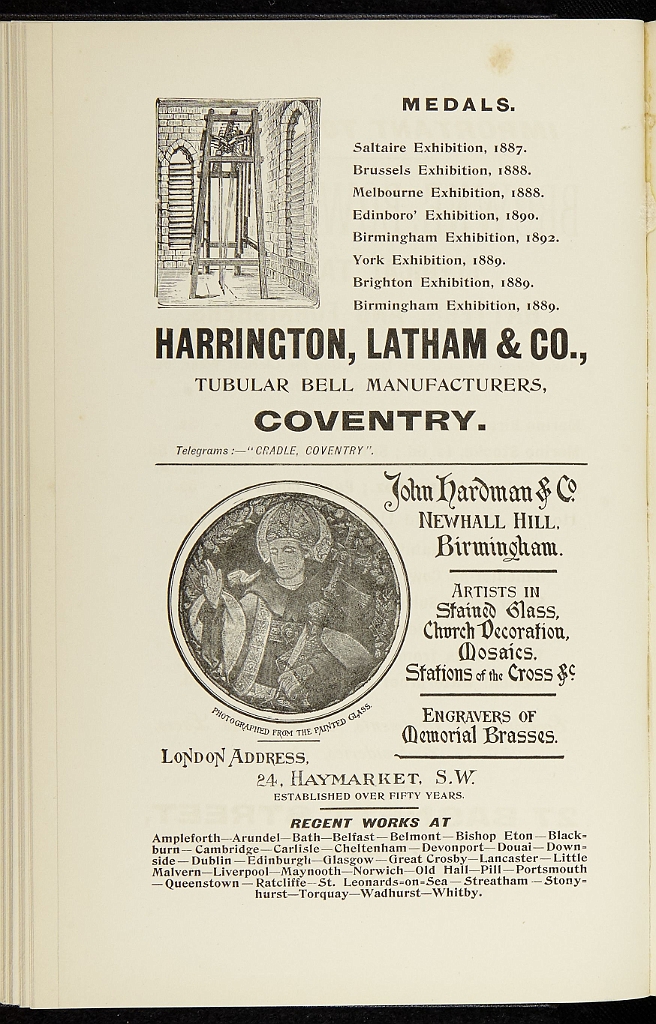 MEDALS.
Saltaire Exhibition, 1887.
Brussels Exhibition, 1888.
Melbourne Exhibition, 1888.
Edinboro' Exhibition, 1890.
Birmingham Exhibition, 1892.
York Exhibition, 1889.
Brighton Exhibition, 1889.
Birmingham Exhibition, 1889.
HARRINGTON, LATHAM & CO.,
TUBULAR BELL MANUFACTURERS,
COVENTRY.
Telegrams:—"CRADLE, COVENTRY".
John Hardman & Co
NEWHALL HILL,
Birmingham.
ARTISTS IN
Stained Glass,
Church Decoration,
Mosaics,
Stations of the Cross &c
ENGRAVERS OF
Memorial Brasses.
PHOTOGRAPHED FROM THE PAINTED GLASS.
LONDON ADDRESS,
24, HAYMARKET, S.W.
ESTABLISHED OVER FIFTY YEARS.
RECENT WORKS AT
Ampleforth—Arundel—Bath—Belfast—Belmont—Bishop Eton—Black-
burn—Cambridge—Carlisle—Cheltenham—Devonport—Douai—Down-
side—Dublin—Edinburgh—Glasgow—Great Crosby—Lancaster—Little
Malvern—Liverpool—Maynooth—Norwich—Old Hall—Pill—Portsmouth
—Queenstown—Ratcliffe—St. Leonards-on-Sea—Streatham—Stony-
hurst—Torquay—Wadhurst—Whitby.